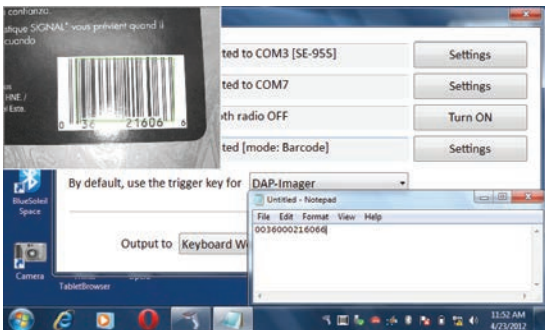 confianza.
stique SIGNAL* vous prévient quand il
cuando
HNE /
al Este.
0 36 21606 6
ted to COM3 [SE-955]
Settings
ted to COM7
Settings
th radio OFF
Turn ON
ted [mode: Barcode]
Settings
By default, use the trigger key for DAP-Imager
Output to Keyboard W
Untitled - Notepad
File Edit Format View Help
0036000216066
BlueSoleil
Space
Camera
TabletBrowser
11:52 AM
4/23/2012